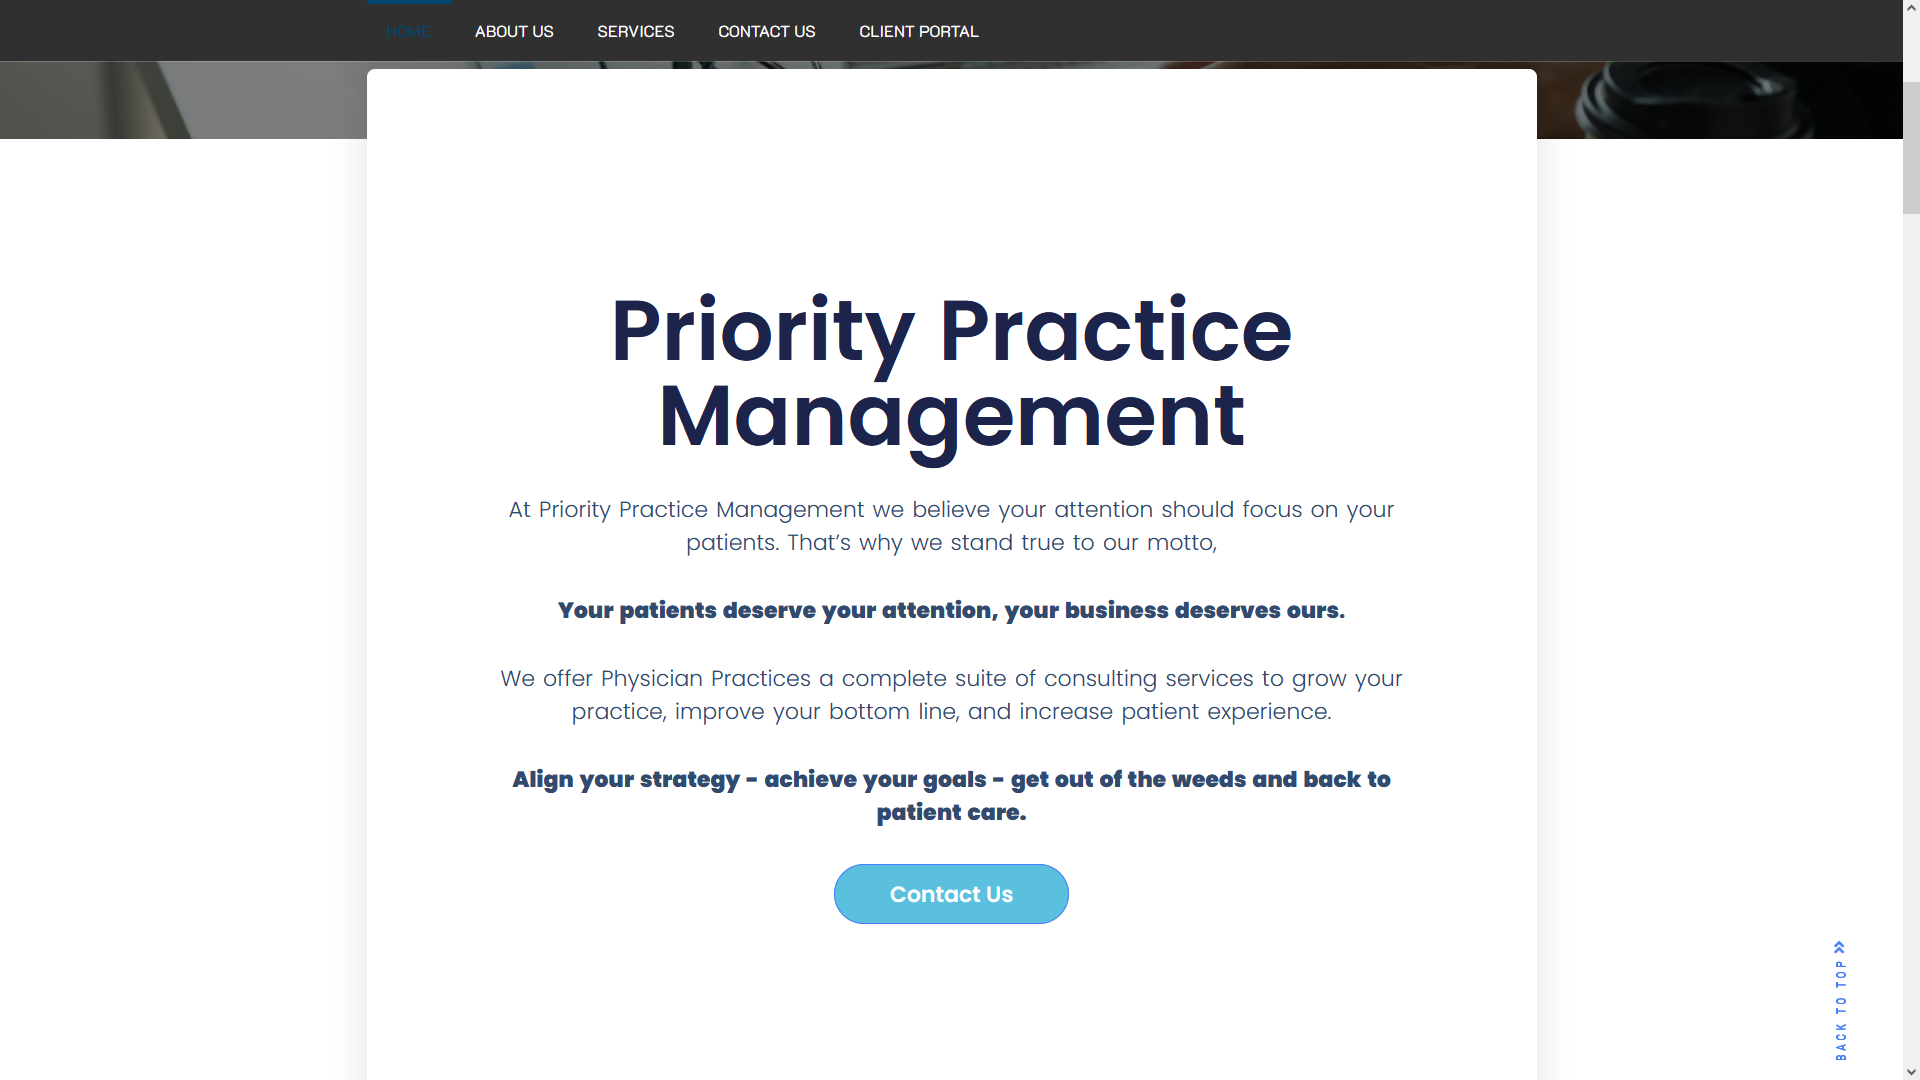 HOME ABOUT US SERVICES CONTACT US CLIENT PORTAL
Priority Practice
Management
At Priority Practice Management we believe your attention should focus on your
patients. That’s why we stand true to our motto,
Your patients deserve your attention, your business deserves ours.
We offer Physician Practices a complete suite of consulting services to grow your
practice, improve your bottom line, and increase patient experience.
Align your strategy - achieve your goals - get out of the weeds and back to
patient care.
Contact Us
BACK TO TOP